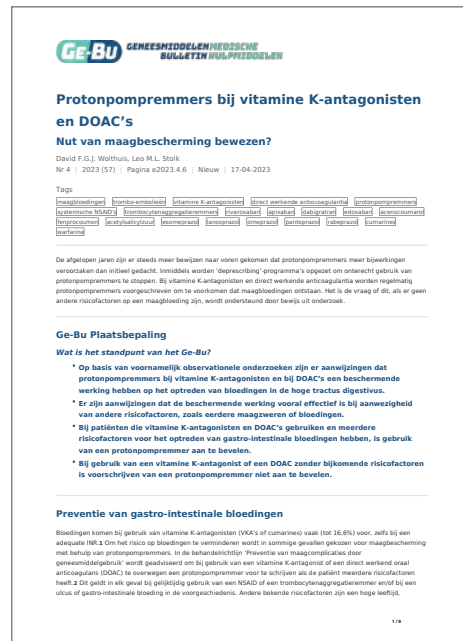 GE-BU GENEESMIDDELENMEDISCHE
BULLETINHULPMIDDELEN
Protonpompremmers bij vitamine K-antagonisten
en DOAC's
Nut van maagbescherming bewezen?
David F.G.J. Wolthuis, Leo M.L. Stolk
Nr 4 | 2023 (57) | Pagina e2023.4.6 | Nieuw | 17-04-2023
Tags
maagbloedingen trombo-embolieën vitamine K-antagonisten direct werkende antiocoagulantia protonpompremmers
systemische NSAID's trombocytenaggregatieremmers rivaroxaban apixaban dabigatran edoxaban acenocoumarol
fenprocoumon acetylsalicylzuur esomeprazol lansoprazol omeprazol pantoprazol rabeprazol cumarines
warfarine
De afgelopen jaren zijn er steeds meer bewijzen naar voren gekomen dat protonpompremmers meer bijwerkingen
veroorzaken dan initieel gedacht. Inmiddels worden 'deprescribing'-programma's opgezet om onterecht gebruik van
protonpompremmers te stoppen. Bij vitamine K-antagonisten en direct werkende anticoagulantia worden regelmatig
protonpompremmers voorgeschreven om te voorkomen dat maagbloedingen ontstaan. Het is de vraag of dit, als er geen
andere risicofactoren op een maagbloeding zijn, wordt ondersteund door bewijs uit onderzoek.
Ge-Bu Plaatsbepaling
Wat is het standpunt van het Ge-Bu?
• Op basis van voornamelijk observationele onderzoeken zijn er aanwijzingen dat
protonpompremmers bij vitamine K-antagonisten en bij DOAC's een beschermende
werking hebben op het optreden van bloedingen in de hoge tractus digestivus.
• Er zijn aanwijzingen dat de beschermende werking vooral effectief is bij aanwezigheid
van andere risicofactoren, zoals eerdere maagzweren of bloedingen.
• Bij patiënten die vitamine K-antagonisten en DOAC's gebruiken en meerdere
risicofactoren voor het optreden van gastro-intestinale bloedingen hebben, is gebruik
van een protonpompremmer aan te bevelen.
• Bij gebruik van een vitamine K-antagonist of een DOAC zonder bijkomende risicofactoren
is voorschrijven van een protonpompremmer niet aan te bevelen.
Preventie van gastro-intestinale bloedingen
Bloedingen komen bij gebruik van vitamine K-antagonisten (VKA's of cumarines) vaak (tot 16,6%) voor, zelfs bij een
adequate INR.1 Om het risico op bloedingen te verminderen wordt in sommige gevallen gekozen voor maagbescherming
met behulp van protonpompremmers. In de behandelrichtlijn 'Preventie van maagcomplicaties door
geneesmiddelgebruik' wordt geadviseerd om bij gebruik van een vitamine K-antagonist of een direct werkend oraal
anticoagulans (DOAC) te overwegen een protonpompremmer voor te schrijven als de patiënt meerdere risicofactoren
heeft.2 Dit geldt in elk geval bij gelijktijdig gebruik van een NSAID of een trombocytenaggregatieremmer en/of bij een
ulcus of gastro-intestinale bloeding in de voorgeschiedenis. Andere bekende risicofactoren zijn een hoge leeftijd,
1/9